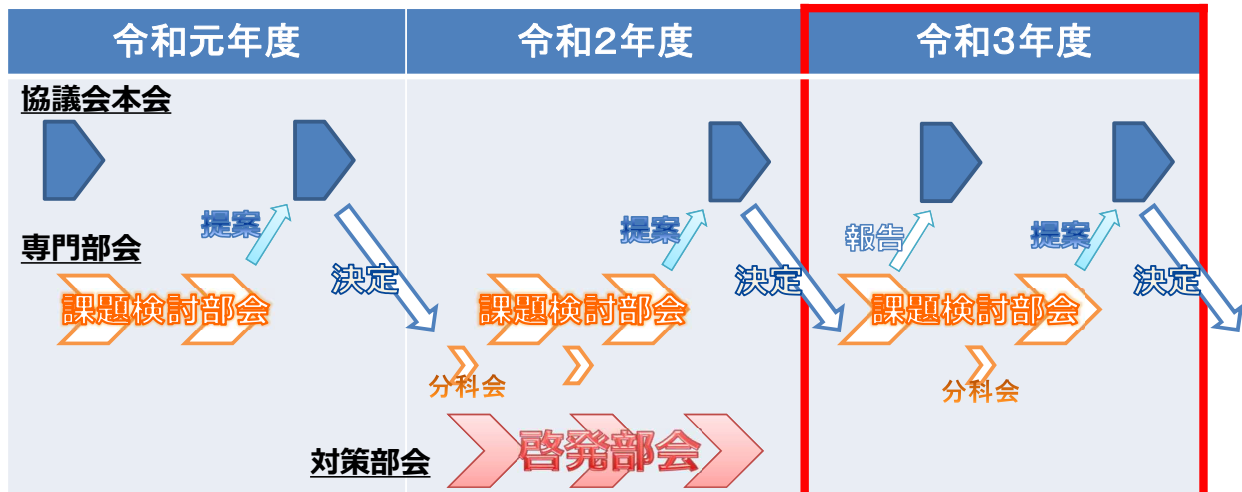 令和元年度
令和2年度
令和3年度
協議会本会
提案
提案
報告
提案
専門部会
決定
決定
決定
課題検討部会
課題検討部会
課題検討部会
分科会
分科会
啓発部会
対策部会